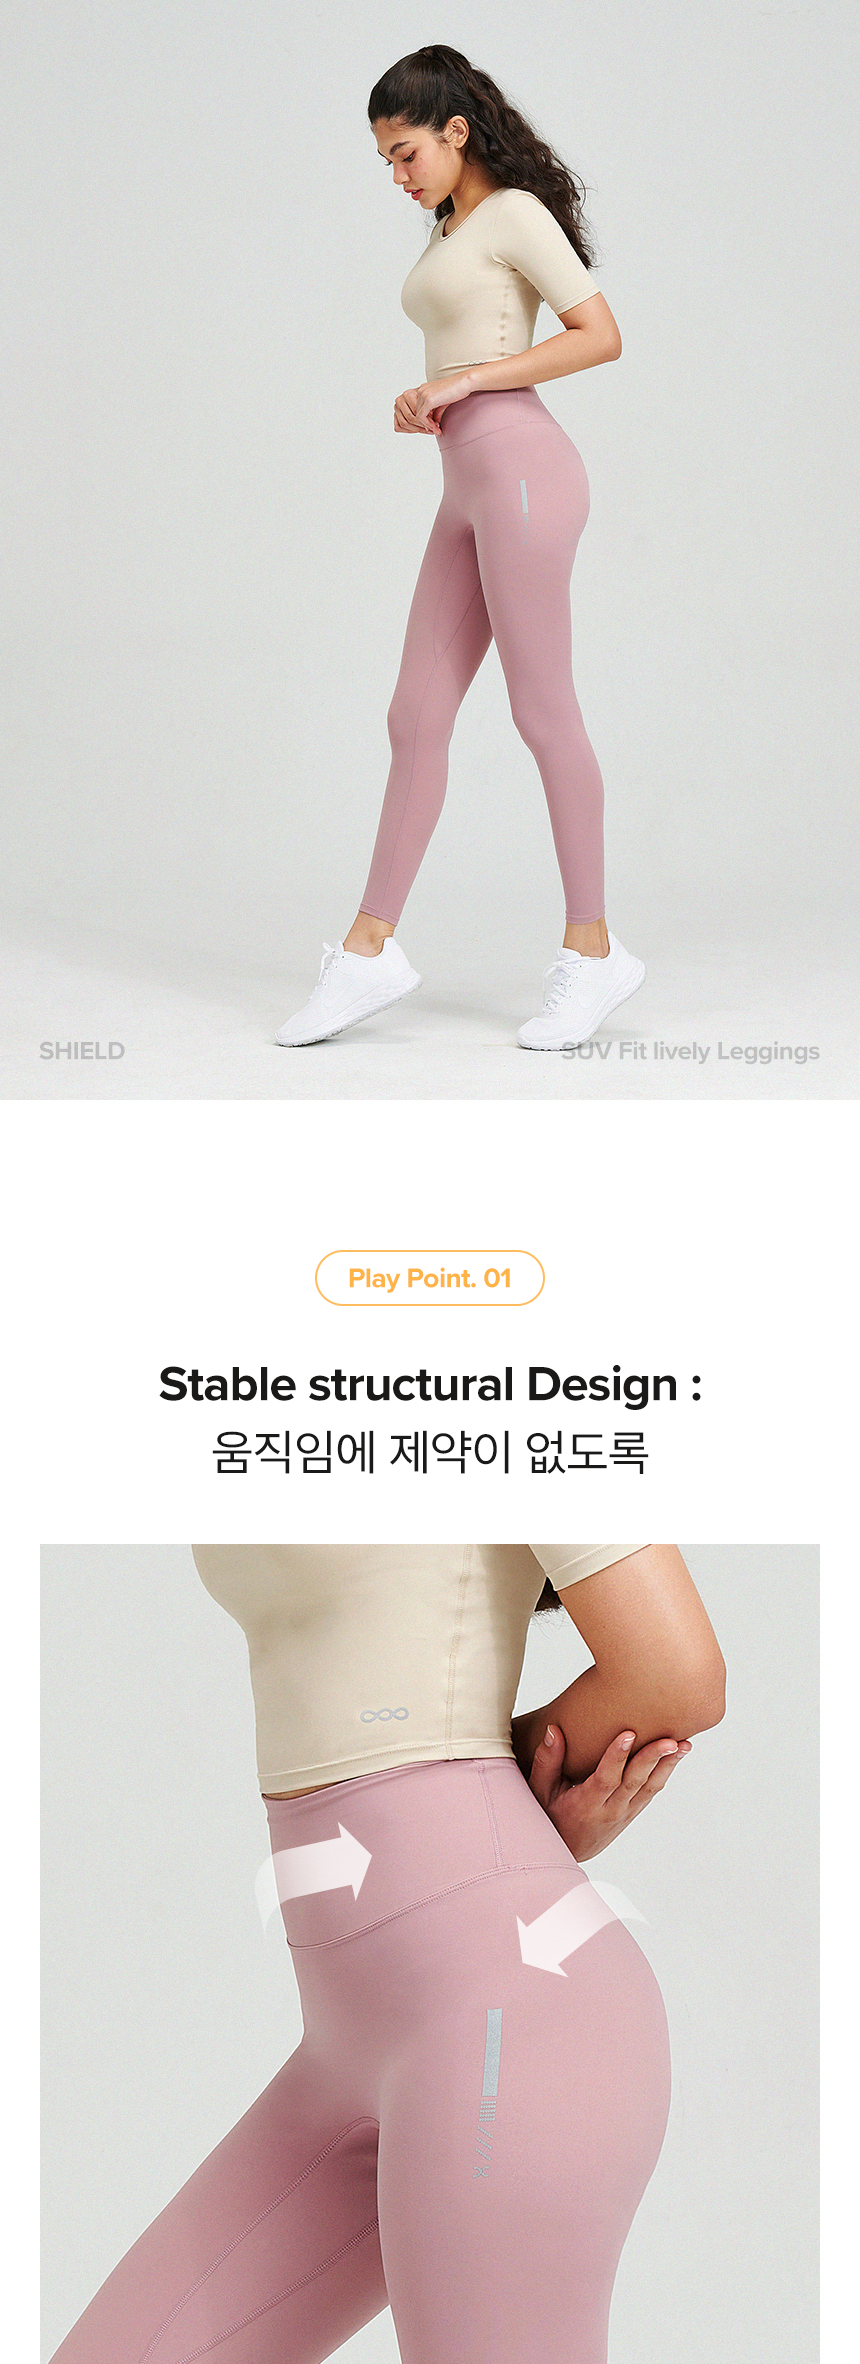 SHIELD
SUV Fit lively Leggings
Play Point. 01
Stable structural Design :
움직임에 제약이 없도록